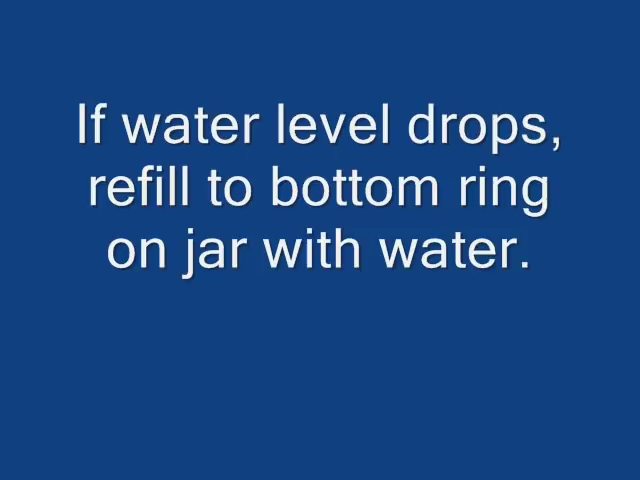 If water level drops,
refill to bottom ring
on jar with water.